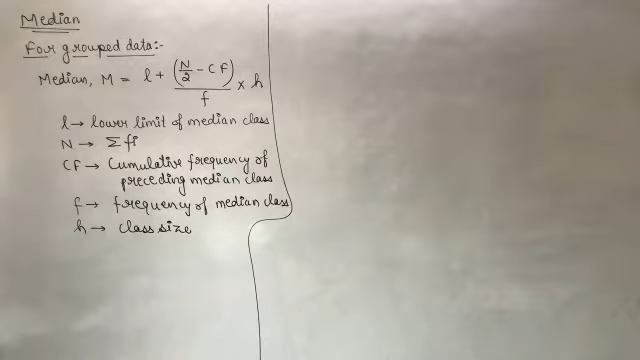 Median
For grouped data:-
Median, M = l + (N/2 - CF)/f × h
l → lower limit of median class
N → Σfi
CF → Cumulative frequency of
preceding median class
f → frequency of median class
h → class size